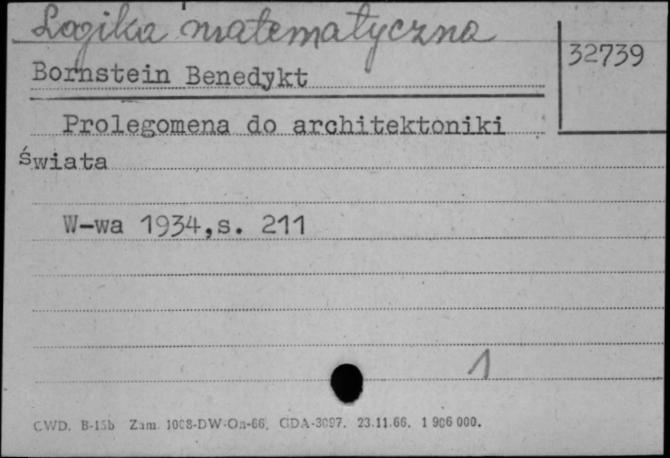 Logika matematyczna
32739
Bornstein Benedykt
Prolegomena do architektoniki
świata
W-wa 1934,s. 211
1
CWD. B-15b Zam. 1008-DW-On-66. GDA-3097. 23.11.66. 1 906 000.